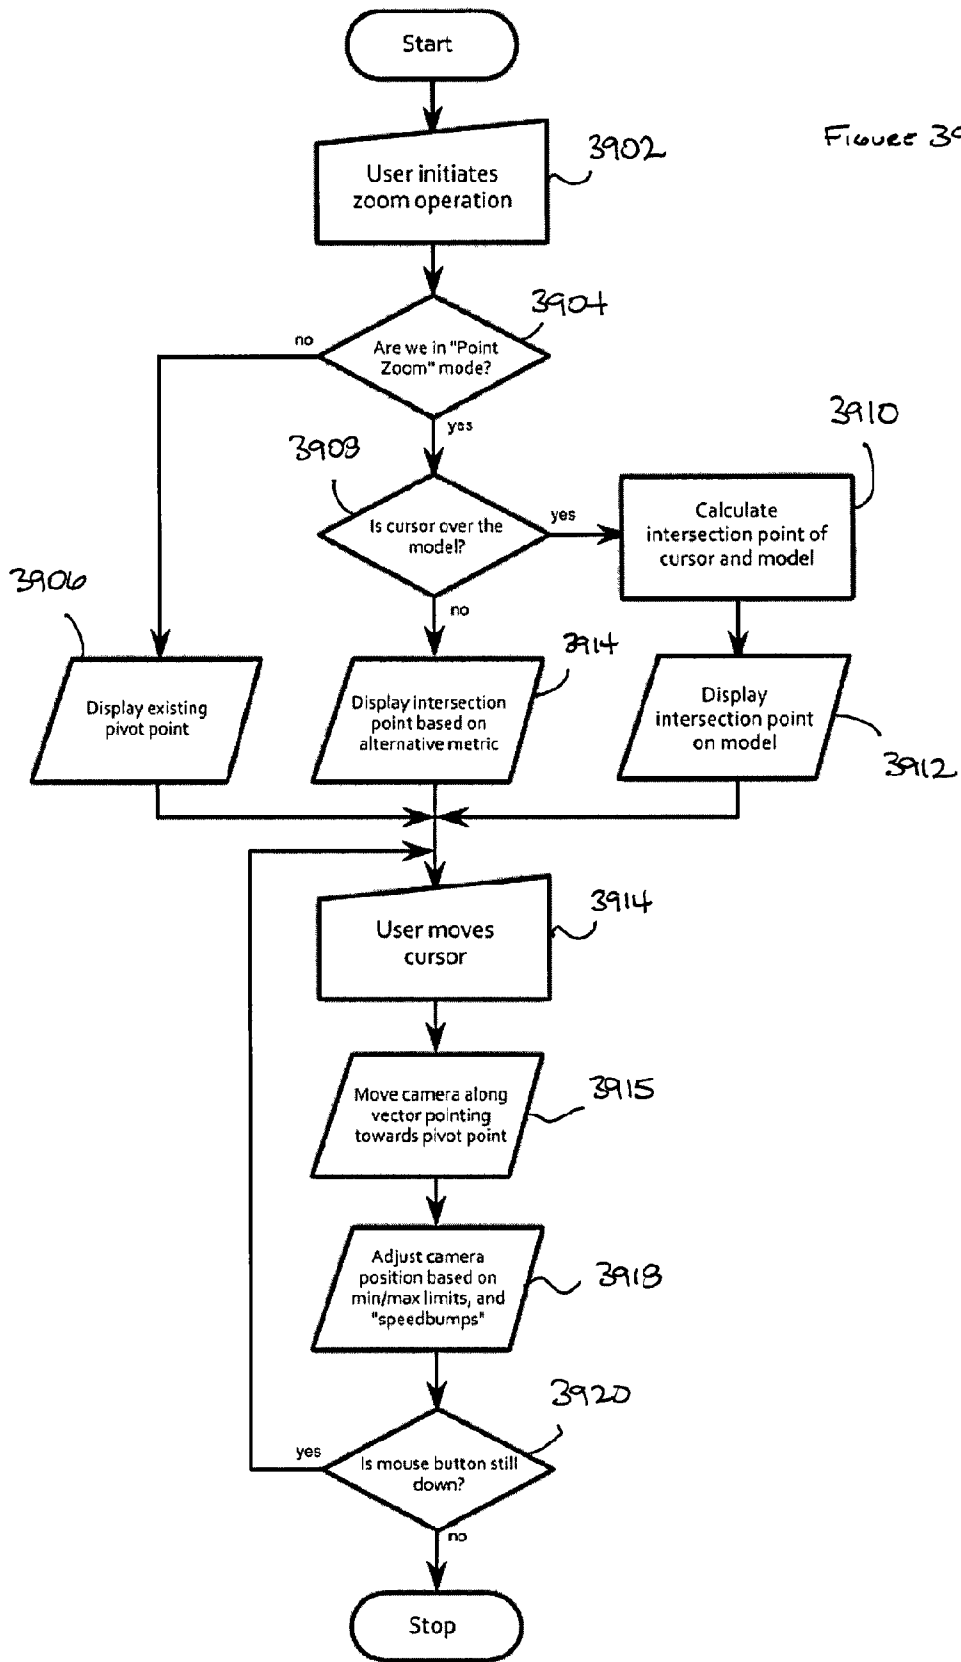 Start
FIGURE 39
User initiates
zoom operation
3902
3904
no
Are we in "Point
Zoom" mode?
yes
3908
Is cursor over the
model?
yes
no
3910
Calculate
intersection point of
cursor and model
3906
Display existing
pivot point
3914
Display intersection
point based on
alternative metric
Display
intersection point
on model
3912
User moves
cursor
3914
Move camera along
vector pointing
towards pivot point
3915
Adjust camera
position based on
min/max limits, and
"speedbumps"
3918
3920
yes
Is mouse button still
down?
no
Stop